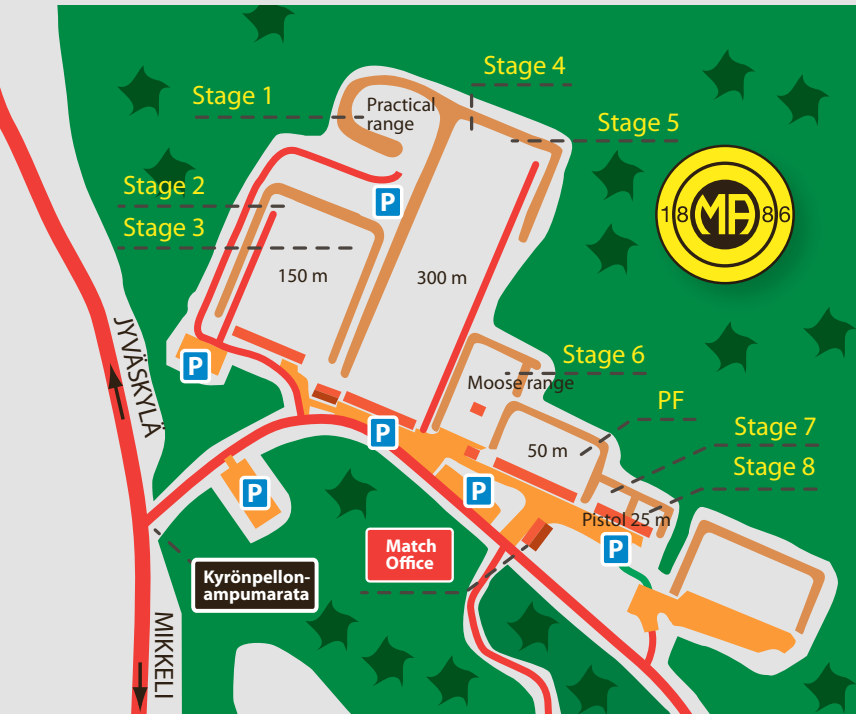 Stage 4
Stage 1
Practical
range
Stage 5
Stage 2
P
18 MA 86
Stage 3
150 m
300 m
JYVÄSKYLÄ
P
Stage 6
Moose range
PF
P
Stage 7
50 m
Stage 8
P
P
Pistol 25 m
Match
Office
P
Kyrönpellon-
ampumarata
MIKKELI